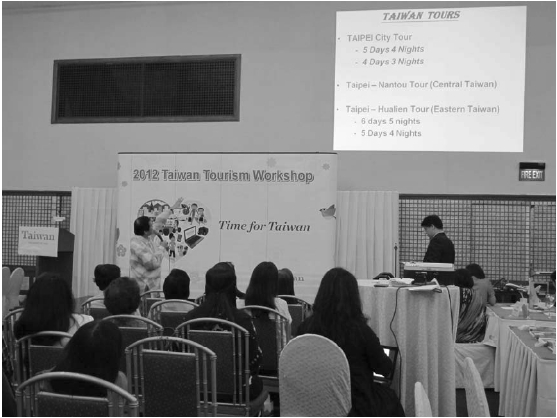 TAIWAN TOURS
• TAIPEI City Tour
- 5 Days 4 Nights
- 4 Days 3 Nights
• Taipei – Nantou Tour (Central Taiwan)
• Taipei – Hualien Tour (Eastern Taiwan)
- 6 days 5 nights
- 5 Days 4 Nights
FIRE EXIT
2012 Taiwan Tourism Workshop
Time for Taiwan
Taiwan